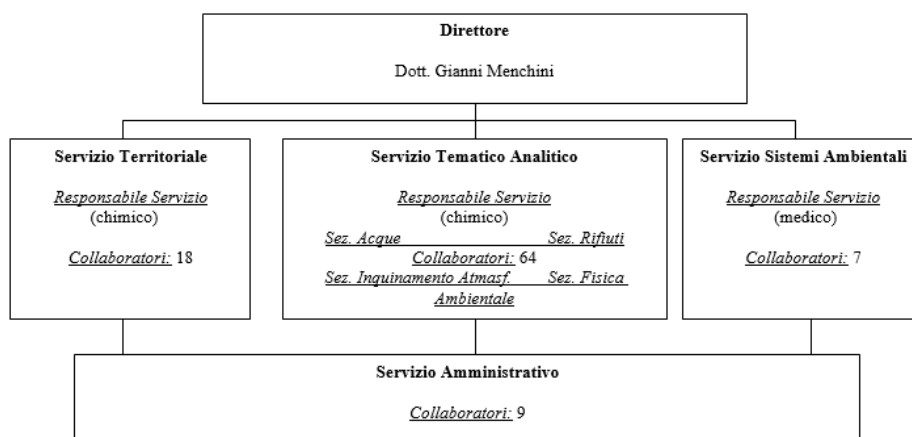 Direttore
Dott. Gianni Menchini
Servizio Territoriale
Responsabile Servizio
(chimico)
Collaboratori: 18
Servizio Tematico Analitico
Responsabile Servizio
(chimico)
Sez. Acque Sez. Rifiuti
Collaboratori: 64
Sez. Inquinamento Atmasf. Sez. Fisica
Ambientale
Servizio Sistemi Ambientali
Responsabile Servizio
(medico)
Collaboratori: 7
Servizio Amministrativo
Collaboratori: 9